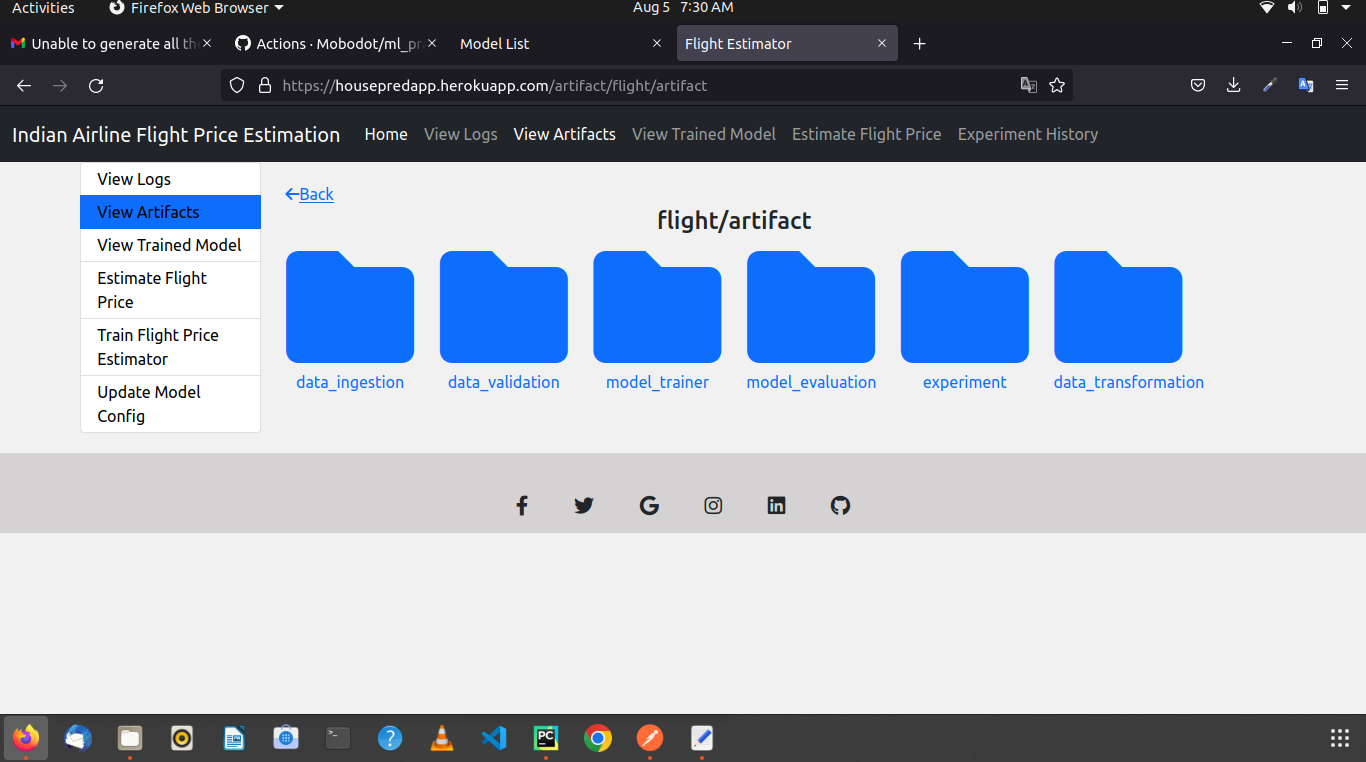 Activities Firefox Web Browser Aug 5 7:30 AM
Unable to generate all the Actions · Mobodot/ml_pr Model List Flight Estimator
https://housepredapp.herokuapp.com/artifact/flight/artifact
Indian Airline Flight Price Estimation Home View Logs View Artifacts View Trained Model Estimate Flight Price Experiment History
View Logs
View Artifacts
View Trained Model
Estimate Flight
Price
Train Flight Price
Estimator
Update Model
Config
Back
flight/artifact
data_ingestion data_validation model_trainer model_evaluation experiment data_transformation
PC